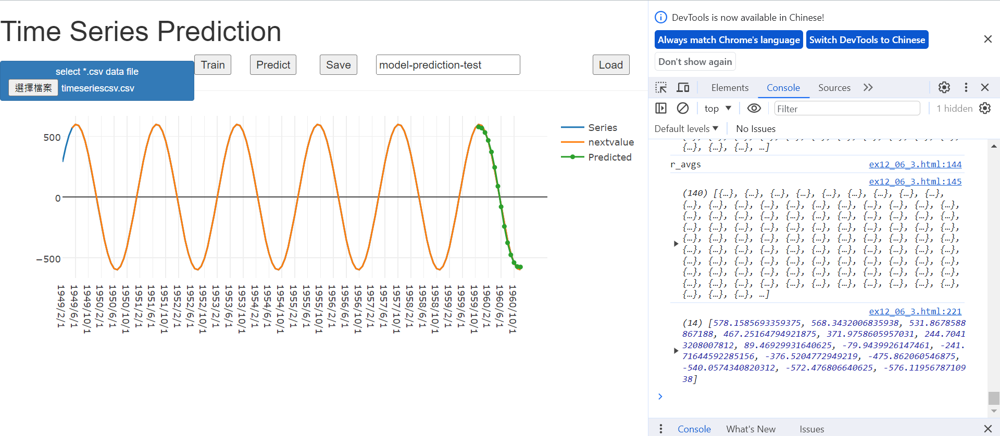 Time Series Prediction
select *.csv data file
選擇檔案 timeseriescsv.csv
Train
Predict
Save
model-prediction-test
Load
500
0
−500
1949/2/1
1949/6/1
1949/10/1
1950/2/1
1950/6/1
1950/10/1
1951/2/1
1951/6/1
1951/10/1
1952/2/1
1952/6/1
1952/10/1
1953/2/1
1953/6/1
1953/10/1
1954/2/1
1954/6/1
1954/10/1
1955/2/1
1955/6/1
1955/10/1
1956/2/1
1956/6/1
1956/10/1
1957/2/1
1957/6/1
1957/10/1
1958/2/1
1958/6/1
1958/10/1
1959/2/1
1959/6/1
1959/10/1
1960/2/1
1960/6/1
1960/10/1
Series
nextvalue
Predicted
DevTools is now available in Chinese!
Always match Chrome's language
Switch DevTools to Chinese
Don't show again
Elements
Console
Sources
top
Filter
1 hidden
Default levels
No Issues
{…}, {…}, {…}, …]
r_avgs
ex12_06_3.html:144
ex12_06_3.html:145
(140) [{…}, {…}, {…}, {…}, {…}, {…}, {…}, {…}, {…},
{…}, {…}, {…}, {…}, {…}, {…}, {…}, {…}, {…}, {…}, {…},
{…}, {…}, {…}, {…}, {…}, {…}, {…}, {…}, {…}, {…}, {…},
{…}, {…}, {…}, {…}, {…}, {…}, {…}, {…}, {…}, {…}, {…},
{…}, {…}, {…}, {…}, {…}, {…}, {…}, {…}, {…}, {…}, {…},
{…}, {…}, {…}, {…}, {…}, {…}, {…}, {…}, {…}, {…}, {…},
{…}, {…}, {…}, {…}, {…}, {…}, {…}, {…}, {…}, {…}, {…},
{…}, {…}, {…}, {…}, {…}, {…}, {…}, {…}, {…}, {…}, {…},
{…}, {…}, {…}, {…}, {…}, {…}, {…}, {…}, {…}, {…}, {…},
{…}, {…}, {…}, …]
ex12_06_3.html:221
(14) [578.1585693359375, 568.3432006835938, 531.8678588
867188, 467.25164794921875, 371.9758605957031, 244.7041
3208007812, 89.46929931640625, -79.9439926147461, -241.
71644592285156, -376.5204772949219, -475.862060546875,
-540.0574340820312, -572.476806640625, -576.11956787109
38]
Console
What's New
Issues